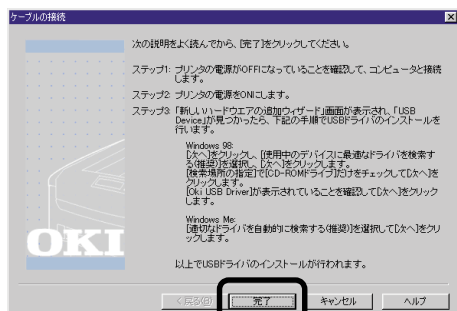 ケーブルの接続
次の説明をよく読んでから、[完了]をクリックしてください。
ステップ1: プリンタの電源がOFFになっていることを確認して、コンピュータと接続
します。
ステップ2: プリンタの電源をONにします。
ステップ3: 「新しいハードウエアの追加ウィザード」画面が表示され、「USB
Device」が見つかったら、下記の手順でUSBドライバのインストールを
行います。
Windows 98:
[次へ]をクリックし、[使用中のデバイスに最適なドライバを検索す
る(推奨)]を選択し、[次へ]をクリックします。
[検索場所の指定]で[CD-ROMドライブ]だけをチェックして[次へ]を
クリックします。
[Oki USB Driver]が表示されていることを確認して[次へ]をクリック
します。
Windows Me:
[適切なドライバを自動的に検索する(推奨)]を選択して[次へ]をクリ
ックします。
以上でUSBドライバのインストールが行われます。
OKI
< 戻る(B)
完了
キャンセル
ヘルプ